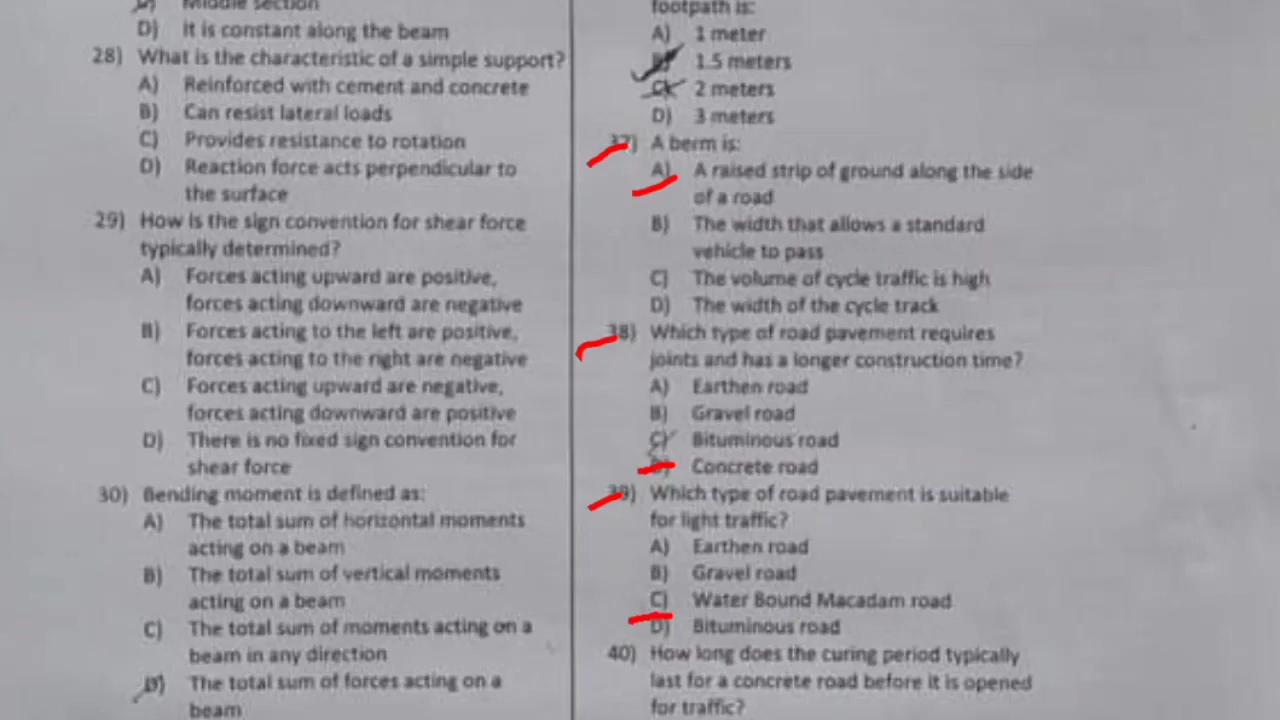 Middle section
D) It is constant along the beam
28) What is the characteristic of a simple support?
A) Reinforced with cement and concrete
B) Can resist lateral loads
C) Provides resistance to rotation
D) Reaction force acts perpendicular to
the surface
29) How is the sign convention for shear force
typically determined?
A) Forces acting upward are positive,
forces acting downward are negative
B) Forces acting to the left are positive,
forces acting to the right are negative
C) Forces acting upward are negative,
forces acting downward are positive
D) There is no fixed sign convention for
shear force
30) Bending moment is defined as:
A) The total sum of horizontal moments
acting on a beam
B) The total sum of vertical moments
acting on a beam
C) The total sum of moments acting on a
beam in any direction
D) The total sum of forces acting on a
beam
footpath is:
A) 1 meter
1.5 meters
C) 2 meters
D) 3 meters
37) A berm is:
A) A raised strip of ground along the side
of a road
B) The width that allows a standard
vehicle to pass
C) The volume of cycle traffic is high
D) The width of the cycle track
38) Which type of road pavement requires
joints and has a longer construction time?
A) Earthen road
B) Gravel road
C) Bituminous road
D) Concrete road
39) Which type of road pavement is suitable
for light traffic?
A) Earthen road
B) Gravel road
C) Water Bound Macadam road
D) Bituminous road
40) How long does the curing period typically
last for a concrete road before it is opened
for traffic?